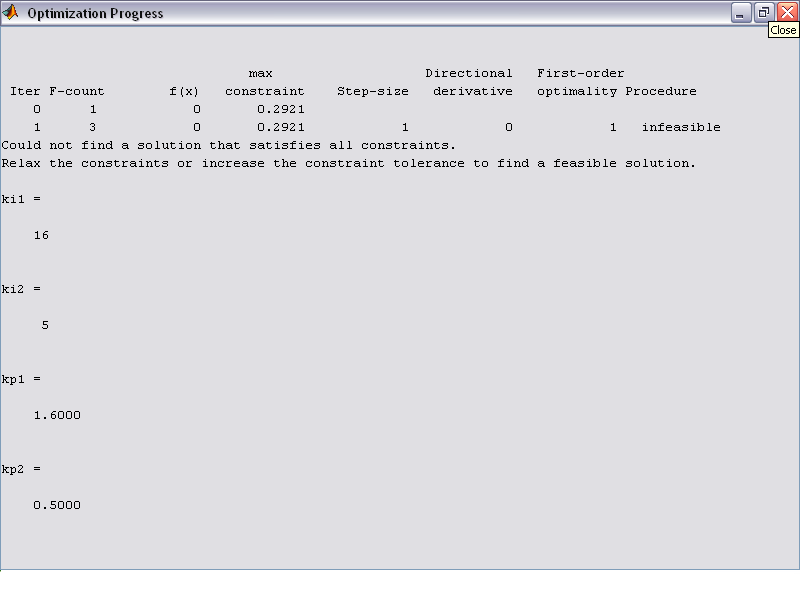 Optimization Progress
Close
max Directional First-order
Iter F-count f(x) constraint Step-size derivative optimality Procedure
0 1 0 0.2921
1 3 0 0.2921 1 0 1 infeasible
Could not find a solution that satisfies all constraints.
Relax the constraints or increase the constraint tolerance to find a feasible solution.
ki1 =
16
ki2 =
5
kp1 =
1.6000
kp2 =
0.5000